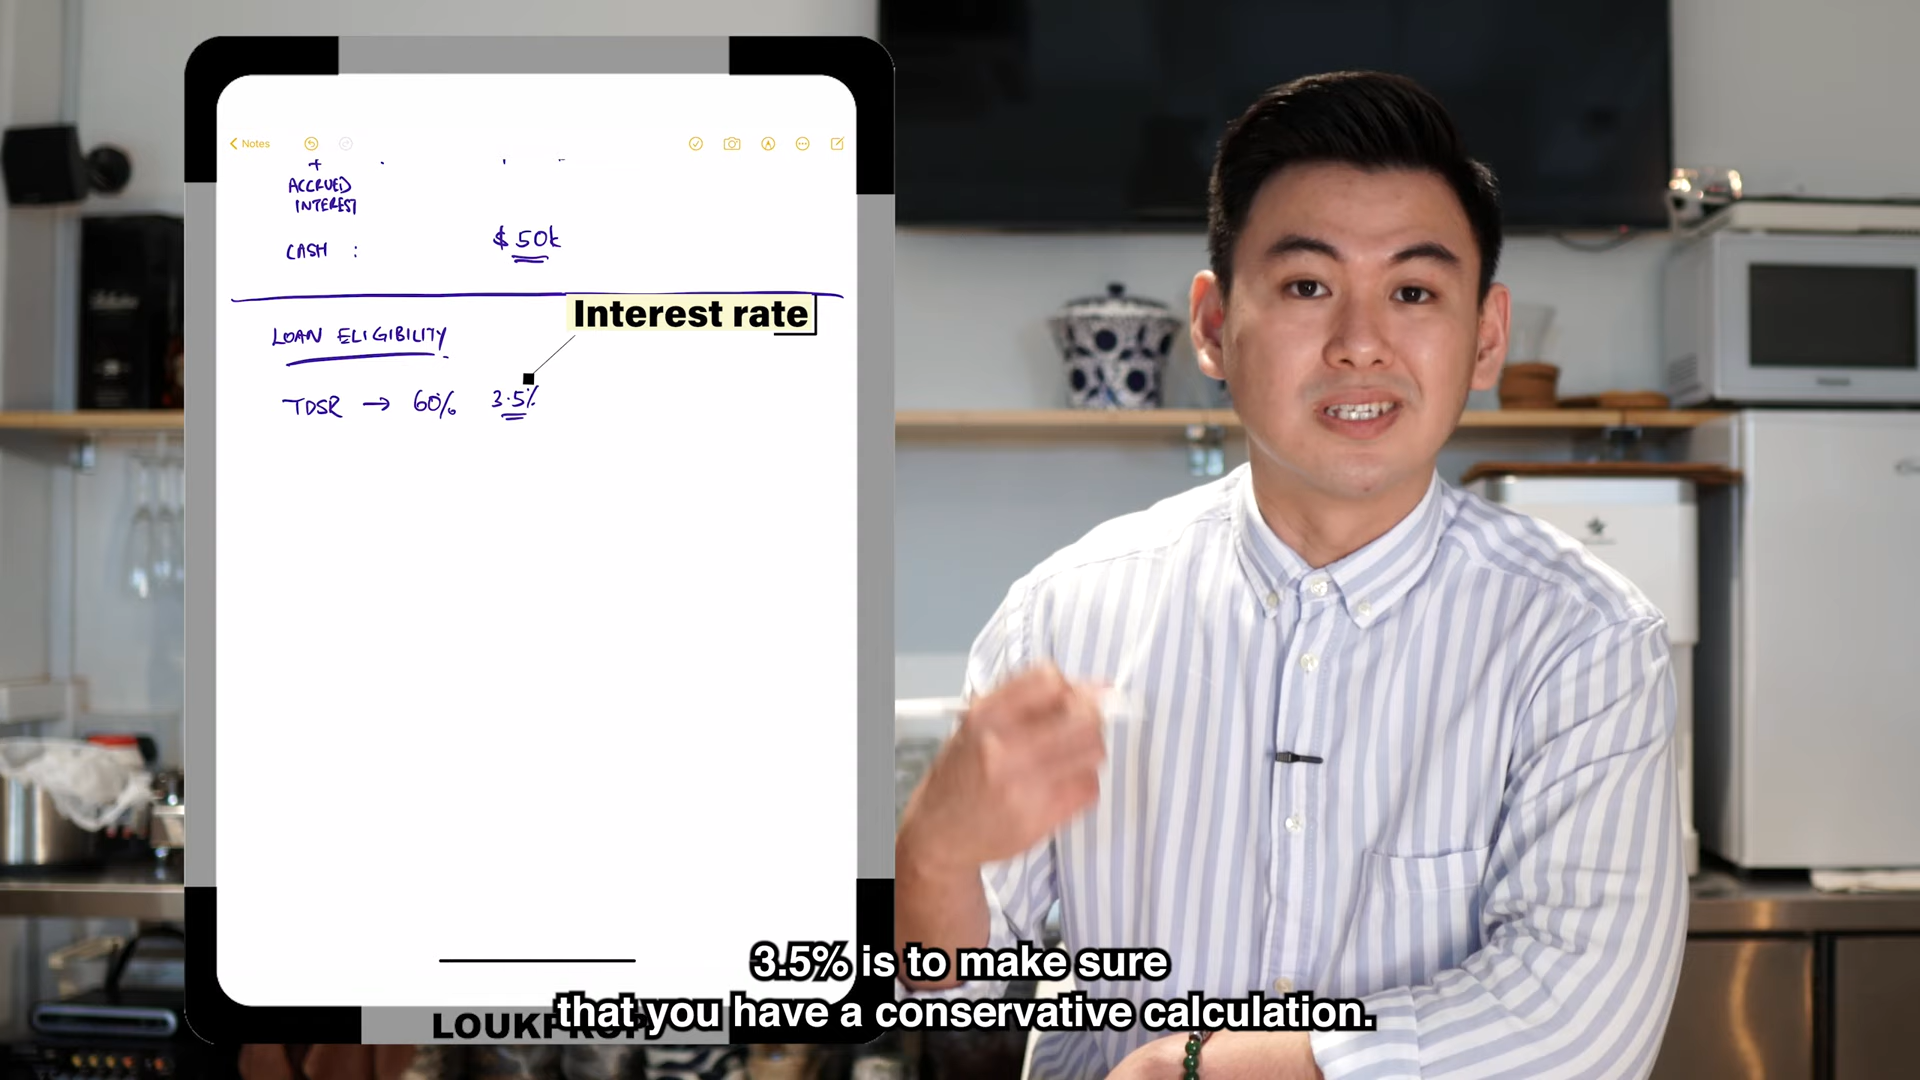 Notes
+
ACCRUED
INTEREST
CASH : $50k
Interest rate
LOAN ELIGIBILITY
TDSR → 60% 3.5%
3.5% is to make sure
that you have a conservative calculation.
LOUKPROP